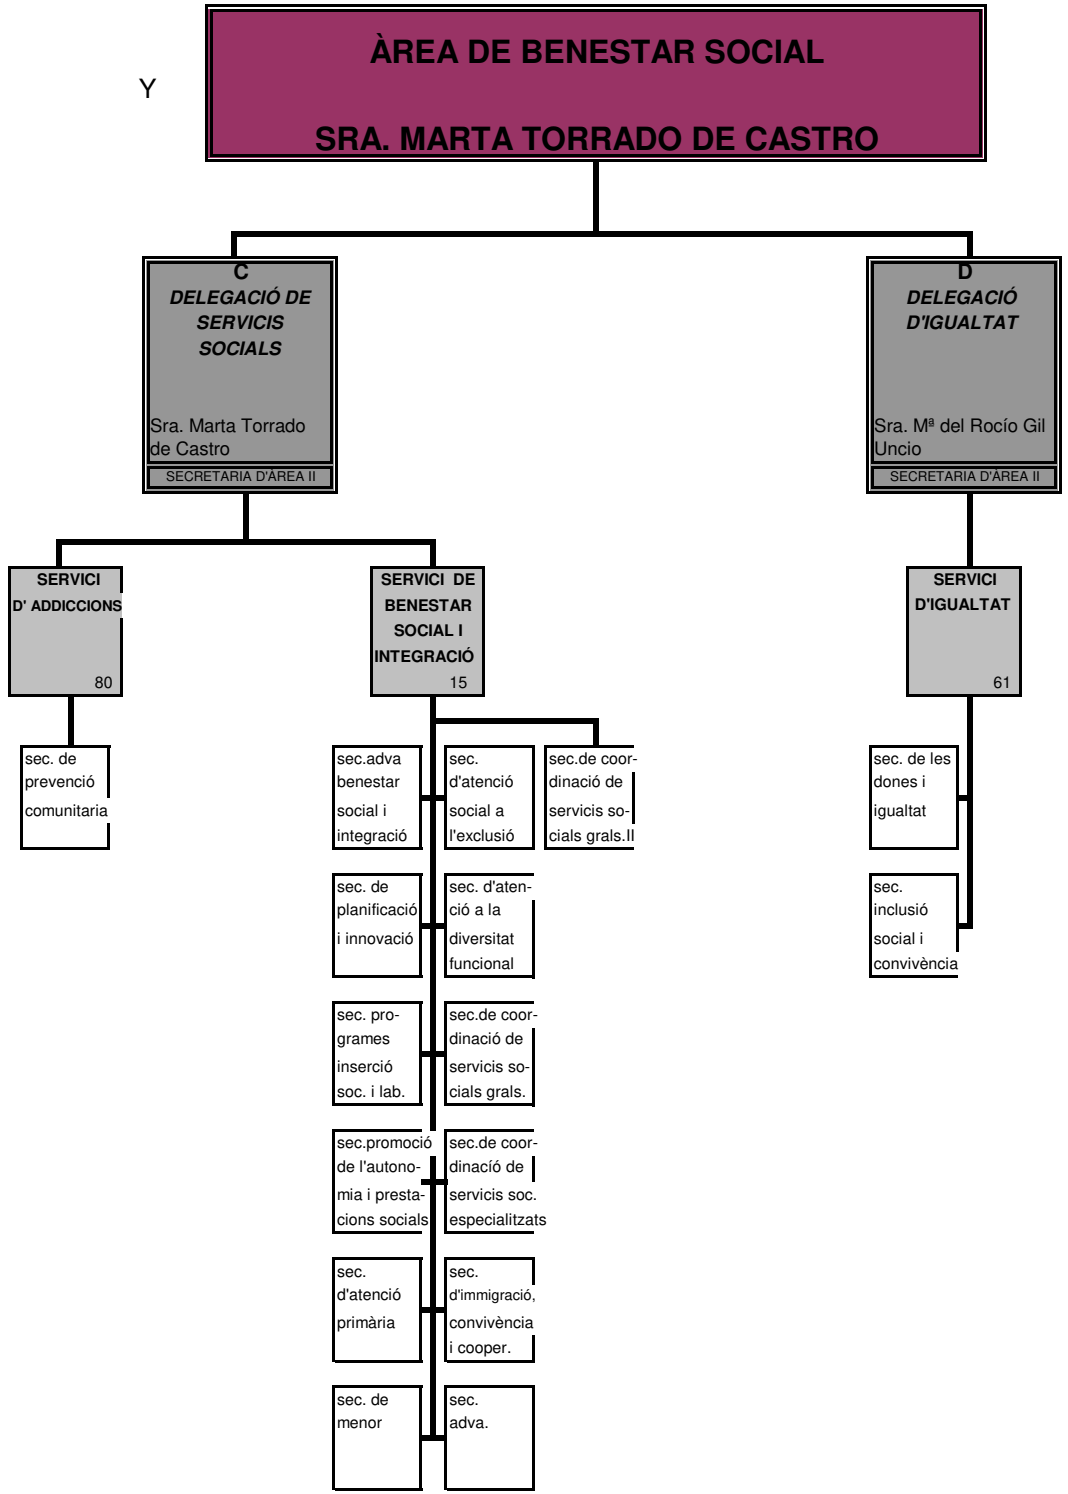 ÀREA DE BENESTAR SOCIAL
Y
SRA. MARTA TORRADO DE CASTRO
C
DELEGACIÓ DE
SERVICIS
SOCIALS
Sra. Marta Torrado
de Castro
SECRETARIA D'ÀREA II
D
DELEGACIÓ
D'IGUALTAT
Sra. Mª del Rocío Gil
Uncio
SECRETARIA D'ÀREA II
SERVICI
D' ADDICCIONS
80
SERVICI DE
BENESTAR
SOCIAL I
INTEGRACIÓ
15
SERVICI
D'IGUALTAT
61
sec. de
prevenció
comunitaria
sec.adva
benestar
social i
integració
sec.
d'atenció
social a
l'exclusió
sec.de coor-
dinació de
servicis so-
cials grals.II
sec. de les
dones i
igualtat
sec. de
planificació
i innovació
sec. d'aten-
ció a la
diversitat
funcional
sec.
inclusió
social i
convivència
sec. pro-
grames
inserció
soc. i lab.
sec.de coor-
dinació de
servicis so-
cials grals.
sec.promoció
de l'autono-
mia i presta-
cions socials
sec.de coor-
dinacíó de
servicis soc.
especialitzats
sec.
d'atenció
primària
sec.
d'immigració,
convivència
i cooper.
sec. de
menor
sec.
adva.